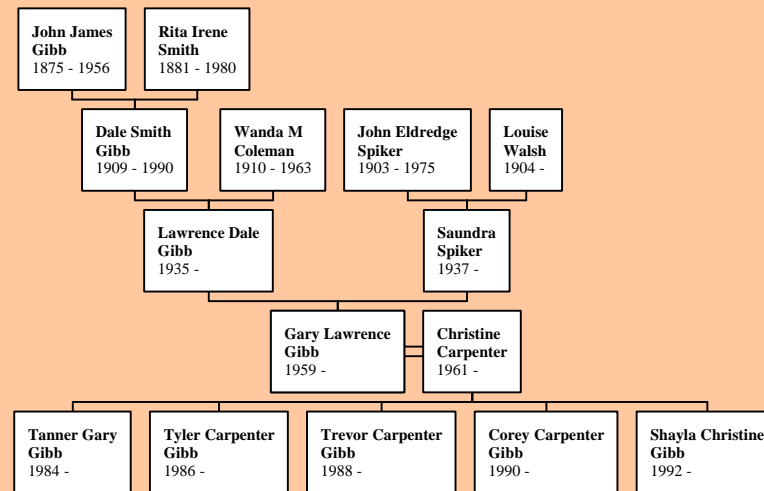 John James
Gibb
1875 - 1956
Rita Irene
Smith
1881 - 1980
Dale Smith
Gibb
1909 - 1990
Wanda M
Coleman
1910 - 1963
John Eldredge
Spiker
1903 - 1975
Louise
Walsh
1904 -
Lawrence Dale
Gibb
1935 -
Saundra
Spiker
1937 -
Gary Lawrence
Gibb
1959 -
Christine
Carpenter
1961 -
Tanner Gary
Gibb
1984 -
Tyler Carpenter
Gibb
1986 -
Trevor Carpenter
Gibb
1988 -
Corey Carpenter
Gibb
1990 -
Shayla Christine
Gibb
1992 -